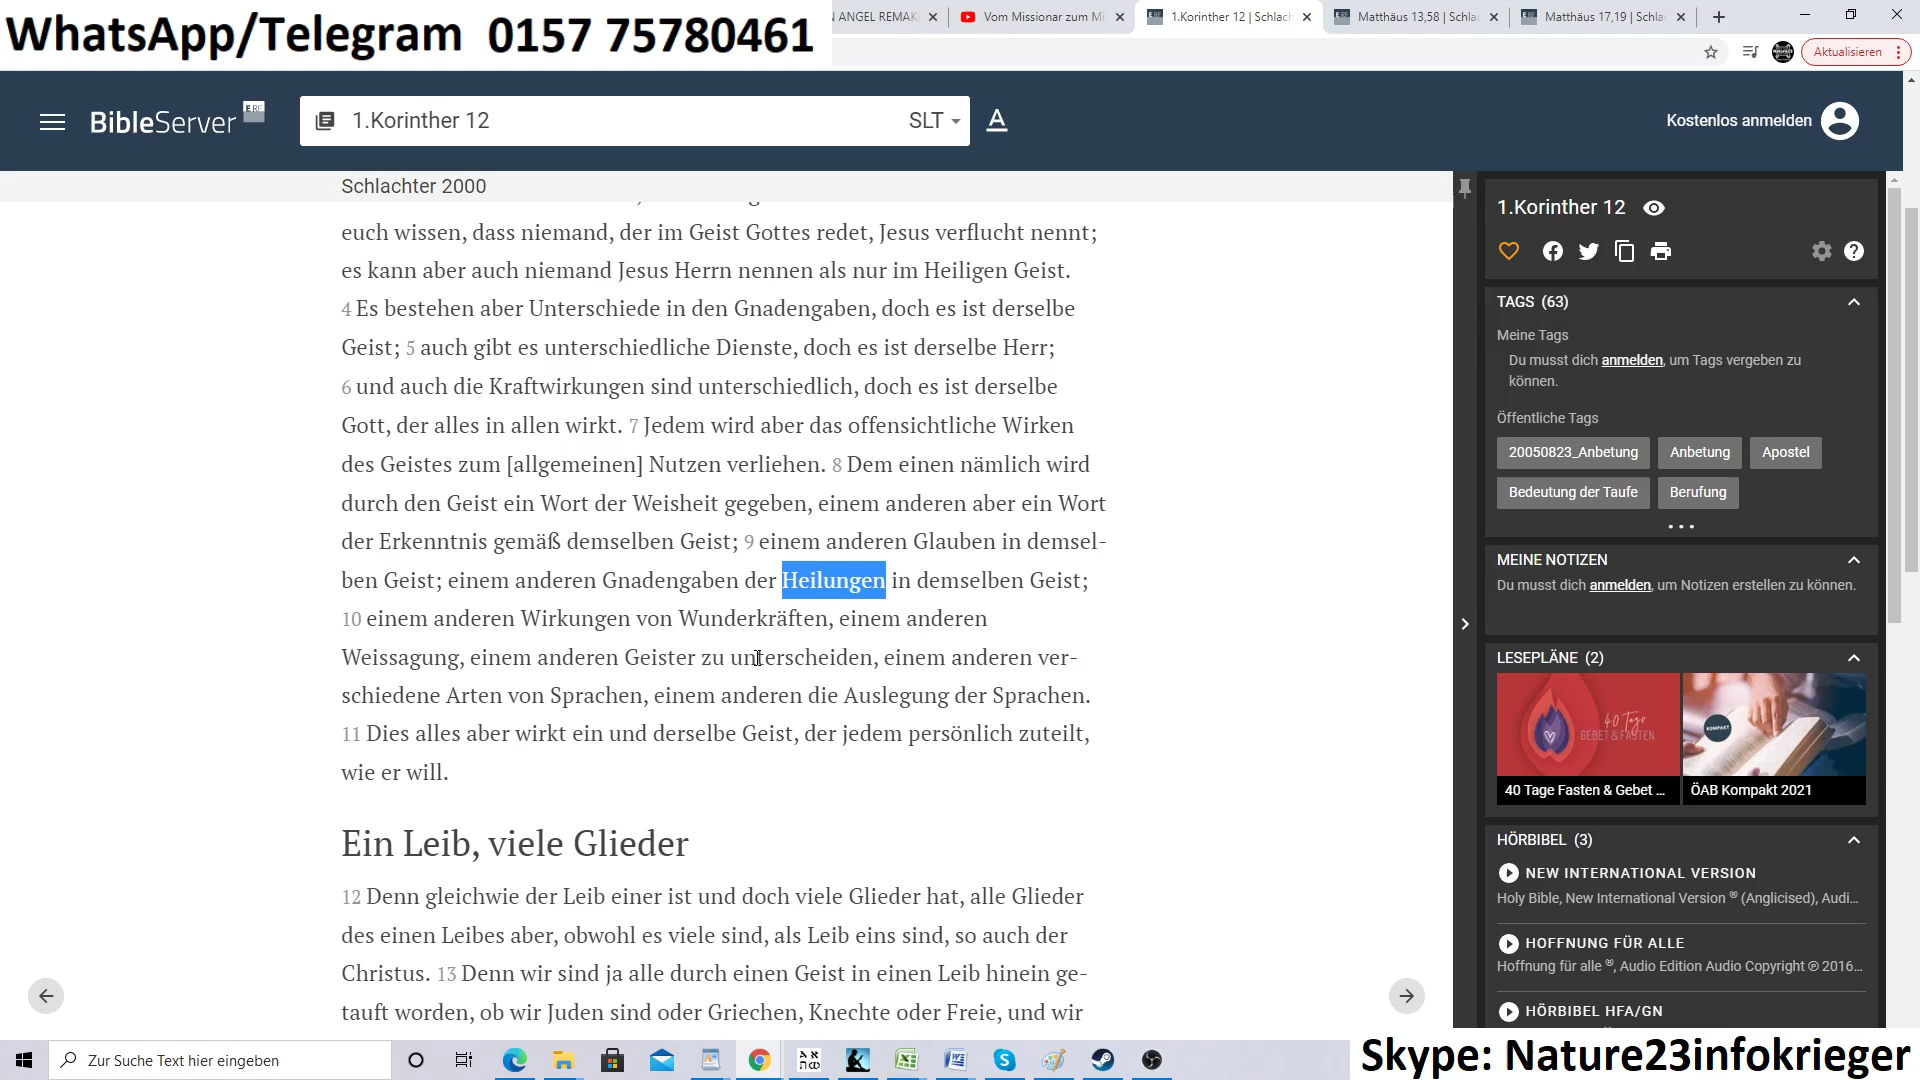 WhatsApp/Telegram 0157 75780461
N ANGEL REMAK
Vom Missionar zum Mi
1.Korinther 12 | Schlach
Matthäus 13,58 | Schla
Matthäus 17,19 | Schla
Aktualisieren
BibleServer
ERF
1.Korinther 12
SLT
A
Kostenlos anmelden
Schlachter 2000
euch wissen, dass niemand, der im Geist Gottes redet, Jesus verflucht nennt;
es kann aber auch niemand Jesus Herrn nennen als nur im Heiligen Geist.
4 Es bestehen aber Unterschiede in den Gnadengaben, doch es ist derselbe
Geist; 5 auch gibt es unterschiedliche Dienste, doch es ist derselbe Herr;
6 und auch die Kraftwirkungen sind unterschiedlich, doch es ist derselbe
Gott, der alles in allen wirkt. 7 Jedem wird aber das offensichtliche Wirken
des Geistes zum [allgemeinen] Nutzen verliehen. 8 Dem einen nämlich wird
durch den Geist ein Wort der Weisheit gegeben, einem anderen aber ein Wort
der Erkenntnis gemäß demselben Geist; 9 einem anderen Glauben in demsel-
ben Geist; einem anderen Gnadengaben der Heilungen in demselben Geist;
10 einem anderen Wirkungen von Wunderkräften, einem anderen
Weissagung, einem anderen Geister zu unterscheiden, einem anderen ver-
schiedene Arten von Sprachen, einem anderen die Auslegung der Sprachen.
11 Dies alles aber wirkt ein und derselbe Geist, der jedem persönlich zuteilt,
wie er will.
Ein Leib, viele Glieder
12 Denn gleichwie der Leib einer ist und doch viele Glieder hat, alle Glieder
des einen Leibes aber, obwohl es viele sind, als Leib eins sind, so auch der
Christus. 13 Denn wir sind ja alle durch einen Geist in einen Leib hinein ge-
tauft worden, ob wir Juden sind oder Griechen, Knechte oder Freie, und wir
1.Korinther 12
TAGS (63)
Meine Tags
Du musst dich anmelden, um Tags vergeben zu
können.
Öffentliche Tags
20050823_Anbetung
Anbetung
Apostel
Bedeutung der Taufe
Berufung
MEINE NOTIZEN
Du musst dich anmelden, um Notizen erstellen zu können.
LESEPLÄNE (2)
40 Tage
GEBET & FASTEN
KOMPAKT
40 Tage Fasten & Gebet ...
ÖAB Kompakt 2021
HÖRBIBEL (3)
NEW INTERNATIONAL VERSION
Holy Bible, New International Version ® (Anglicised), Audi...
HOFFNUNG FÜR ALLE
Hoffnung für alle ®, Audio Edition Audio Copyright ℗ 2016...
HÖRBIBEL HFA/GN
Zur Suche Text hier eingeben
Skype: Nature23infokrieger